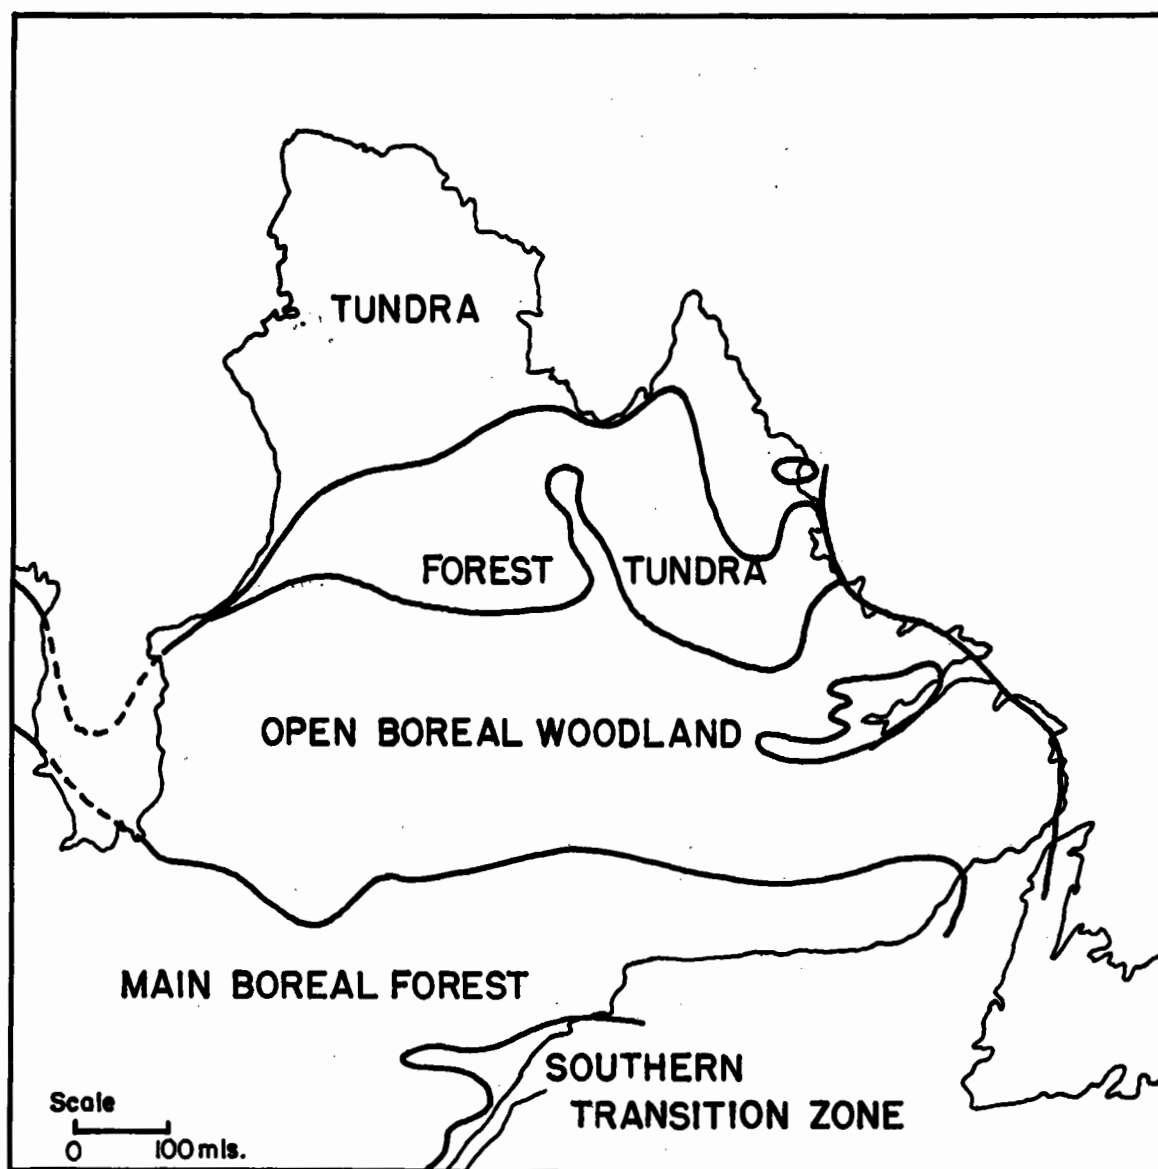 TUNDRA
FOREST TUNDRA
OPEN BOREAL WOODLAND
MAIN BOREAL FOREST
SOUTHERN
TRANSITION ZONE
Scale
0 100 mls.